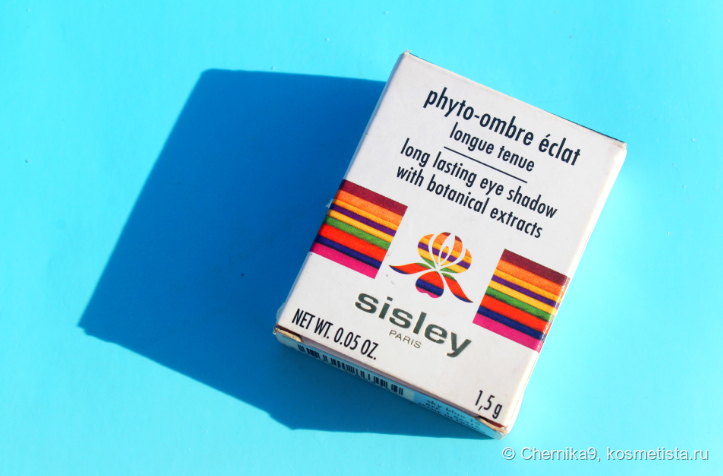 phyto-ombre éclat
longue tenue
long lasting eye shadow
with botanical extracts
sisley
PARIS
NET WT. 0.05 OZ.
1,5 g
© Chernika9, kosmetista.ru